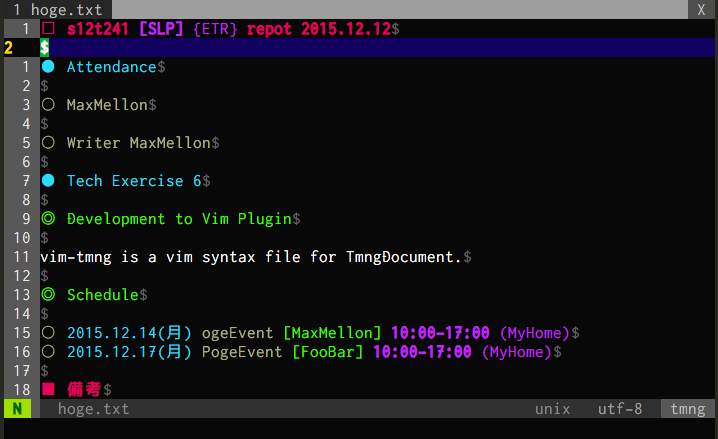 1 hoge.txt X
1 □ s12t241 [SLP] {ETR} repot 2015.12.12$
2 $
1 ● Attendance$
2 $
3 ○ MaxMellon$
4 $
5 ○ Writer MaxMellon$
6 $
7 ● Tech Exercise 6$
8 $
9 ◎ Development to Vim Plugin$
10 $
11 vim-tmng is a vim syntax file for TmngDocument.$
12 $
13 ◎ Schedule$
14 $
15 ○ 2015.12.14(月) ogeEvent [MaxMellon] 10:00-17:00 (MyHome)$
16 ○ 2015.12.17(月) PogeEvent [FooBar] 10:00-17:00 (MyHome)$
17 $
18 ■ 備考$
N hoge.txt unix utf-8 tmng